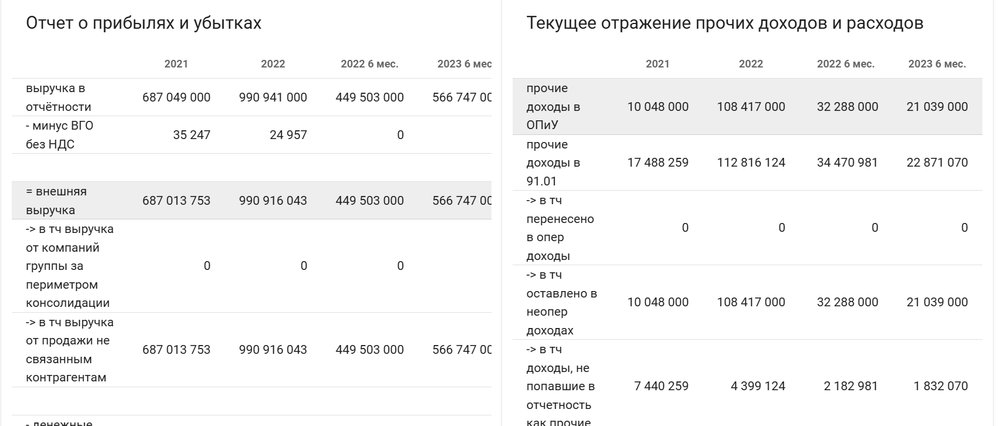 Отчет о прибылях и убытках
2021 2022 2022 6 мес. 2023 6 мес
выручка в
отчётности
687 049 000 990 941 000 449 503 000 566 747 00
- минус ВГО
без НДС
35 247 24 957 0
= внешняя
выручка
687 013 753 990 916 043 449 503 000 566 747 00
-> в тч выручка
от компаний
группы за
периметром
консолидации
0 0 0
-> в тч выручка
от продажи не
связанным
контрагентам
687 013 753 990 916 043 449 503 000 566 747 00
- денежные
Текущее отражение прочих доходов и расходов
2021 2022 2022 6 мес. 2023 6 мес.
прочие
доходы в
ОПиУ
10 048 000 108 417 000 32 288 000 21 039 000
прочие
доходы в
91.01
17 488 259 112 816 124 34 470 981 22 871 070
-> в тч
перенесено
в опер
доходы
0 0 0 0
-> в тч
оставлено в
неопер
доходах
10 048 000 108 417 000 32 288 000 21 039 000
-> в тч
доходы, не
попавшие в
отчетность
как прочие
7 440 259 4 399 124 2 182 981 1 832 070